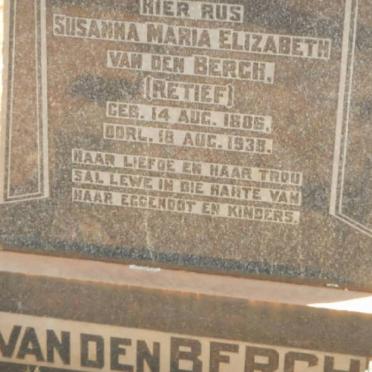 HIER RUS
SUSANNA MARIA ELIZABETH
VAN DEN BERGH,
(RETIEF)
GEB. 14 AUG. 1886,
OORL. 18 AUG. 1938.
HAAR LIEFDE EN HAAR TROU
SAL LEWE IN DIE HARTE VAN
HAAR EGGENOOT EN KINDERS.
VAN DEN BERGH